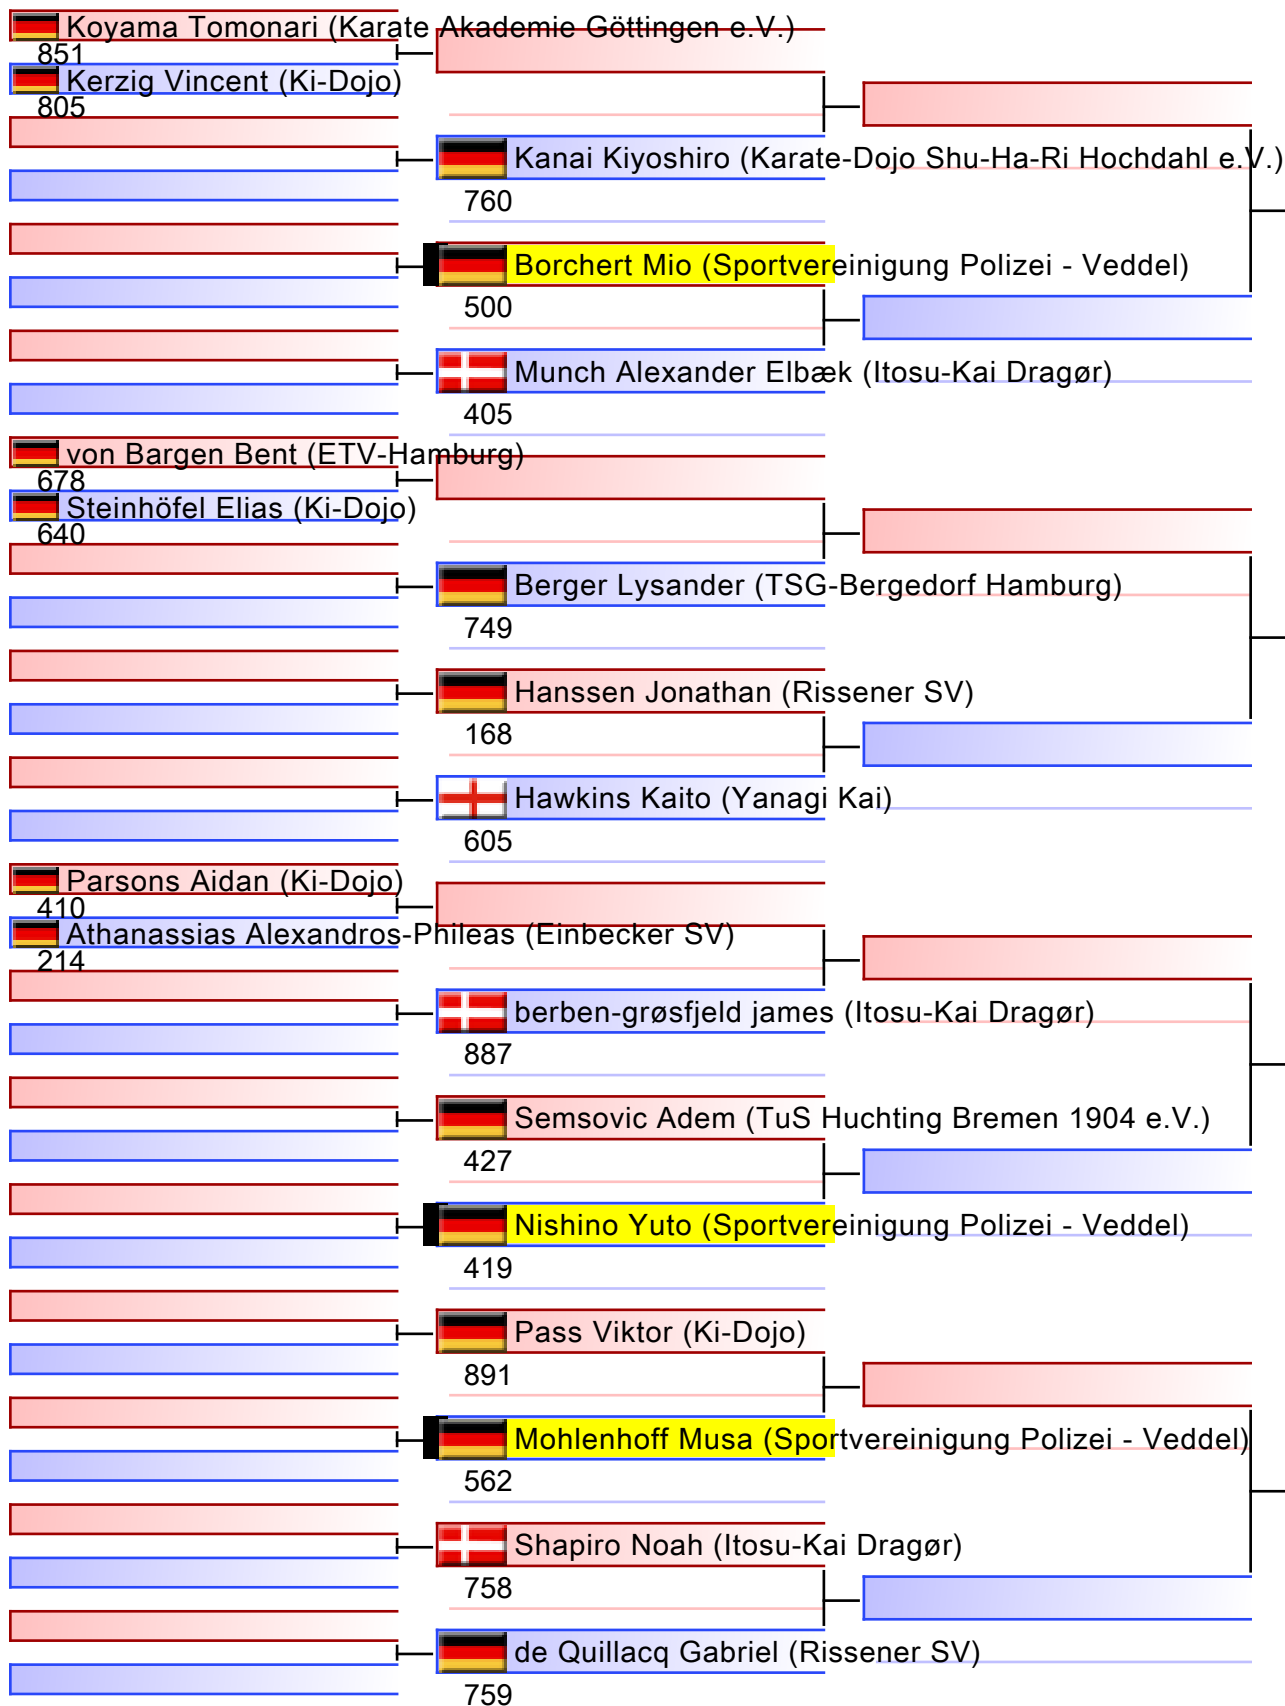 Koyama Tomonari (Karate Akademie Göttingen e.V.)
851
Kerzig Vincent (Ki-Dojo)
805
Kanai Kiyoshiro (Karate-Dojo Shu-Ha-Ri Hochdahl e.V.)
760
Borchert Mio (Sportvereinigung Polizei - Veddel)
500
Munch Alexander Elbæk (Itosu-Kai Dragør)
405
von Bargen Bent (ETV-Hamburg)
678
Steinhöfel Elias (Ki-Dojo)
640
Berger Lysander (TSG-Bergedorf Hamburg)
749
Hanssen Jonathan (Rissener SV)
168
Hawkins Kaito (Yanagi Kai)
605
Parsons Aidan (Ki-Dojo)
410
Athanassias Alexandros-Phileas (Einbecker SV)
214
berben-grøsfjeld james (Itosu-Kai Dragør)
887
Semsovic Adem (TuS Huchting Bremen 1904 e.V.)
427
Nishino Yuto (Sportvereinigung Polizei - Veddel)
419
Pass Viktor (Ki-Dojo)
891
Mohlenhoff Musa (Sportvereinigung Polizei - Veddel)
562
Shapiro Noah (Itosu-Kai Dragør)
758
de Quillacq Gabriel (Rissener SV)
759